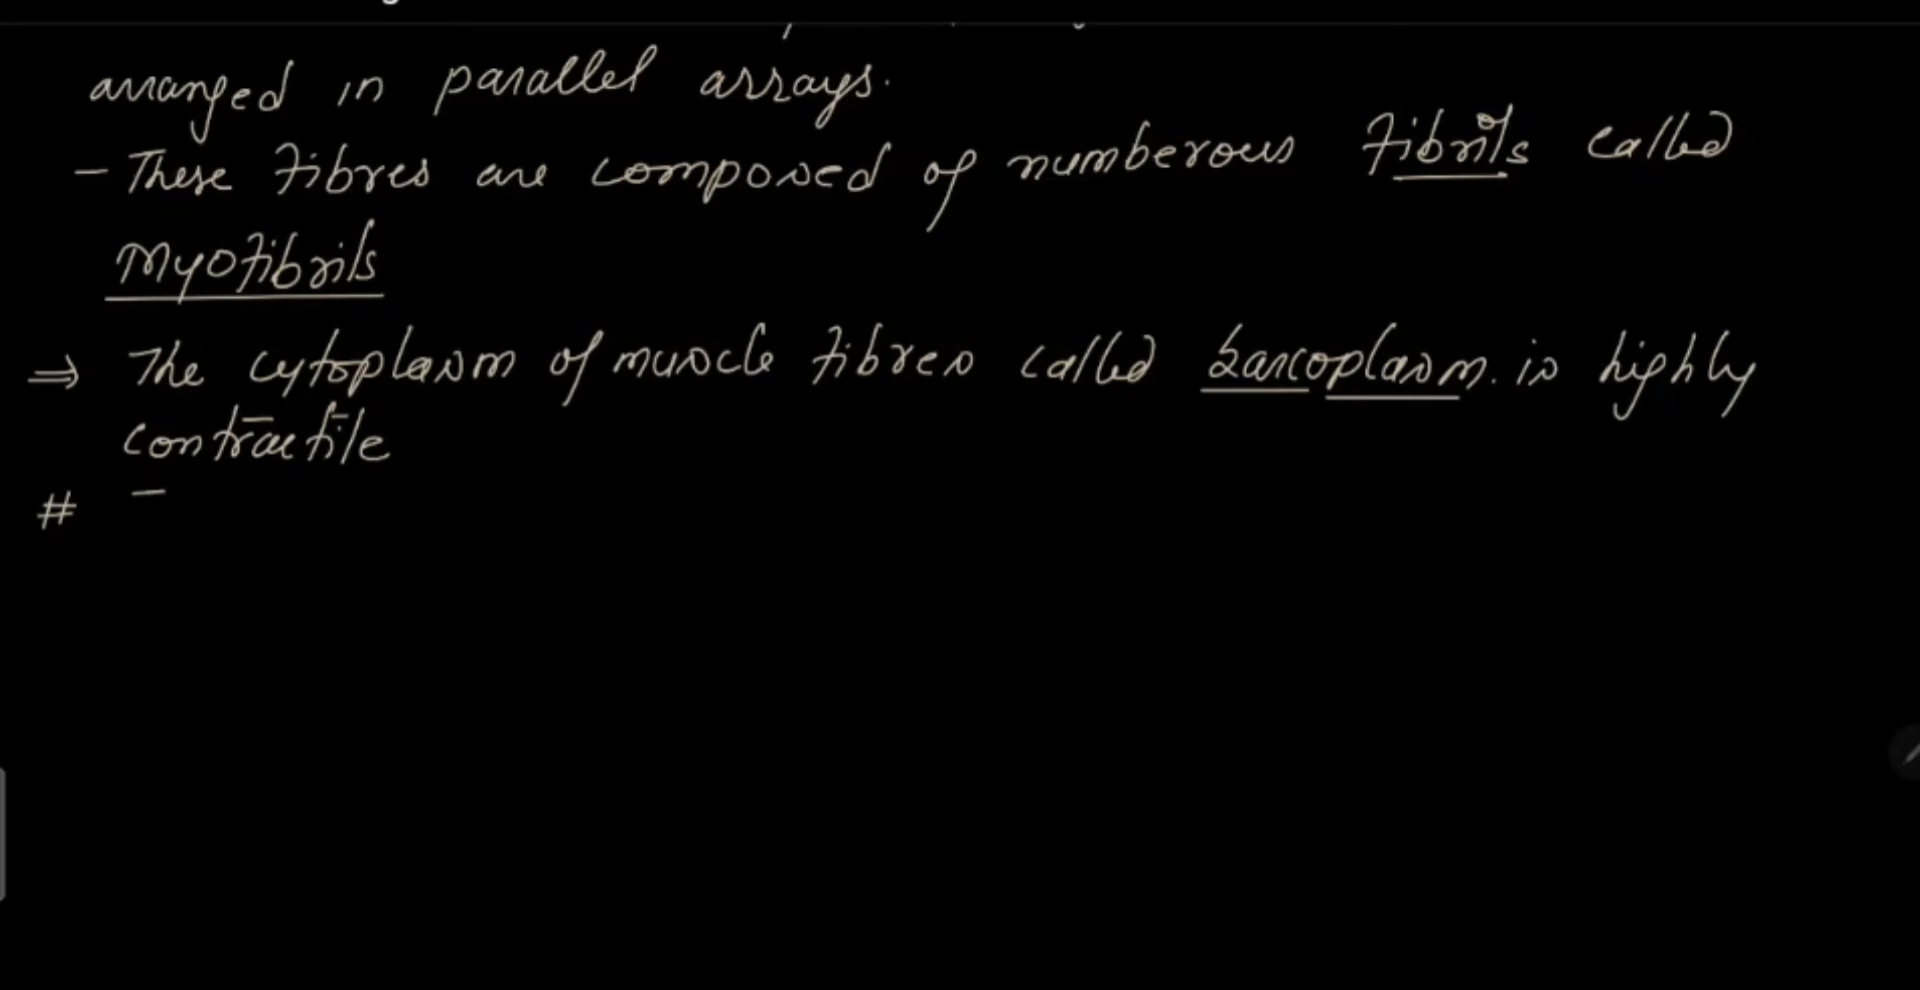 arranged in parallel arrays.
- These fibres are composed of numberous fibrils called
Myofibrils
⇒ The cytoplasm of muscle fibres called Sarcoplasm. is highly
contractile
# -